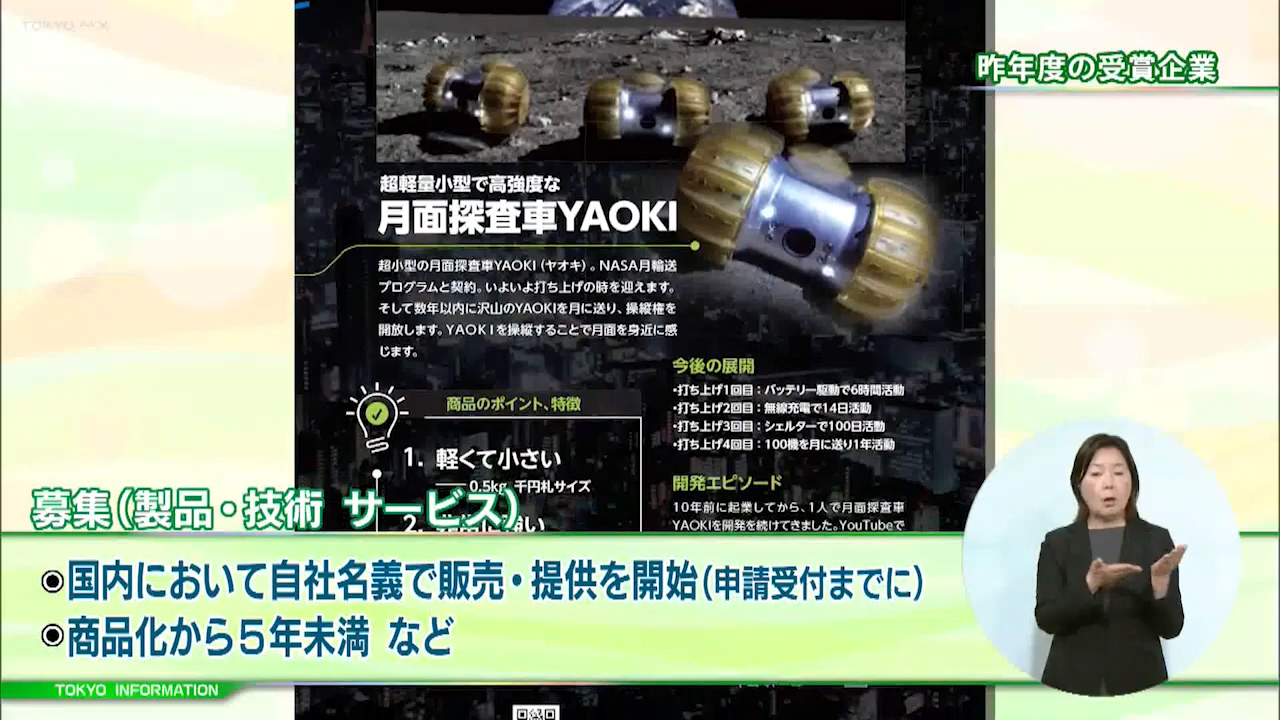 TOKYO MX
昨年度の受賞企業
超軽量小型で高強度な
月面探査車YAOKI
超小型の月面探査車YAOKI（ヤオキ）。NASA月輸送
プログラムと契約。いよいよ打ち上げの時を迎えます。
そして数年以内に沢山のYAOKIを月に送り、操縦権を
開放します。YAOKIを操縦することで月面を身近に感
じます。
商品のポイント、特徴
1. 軽くて小さい
0.5kg 千円札サイズ
2.
い
今後の展開
・打ち上げ1回目：バッテリー駆動で6時間活動
・打ち上げ2回目：無線充電で14日活動
・打ち上げ3回目：シェルターで100日活動
・打ち上げ4回目：100機を月に送り1年活動
開発エピソード
10年前に起業してから、1人で月面探査車
YAOKIを開発を続けてきました。YouTubeで
募集（製品・技術 サービス）
◉国内において自社名義で販売・提供を開始（申請受付までに）
◉商品化から５年未満 など
TOKYO INFORMATION